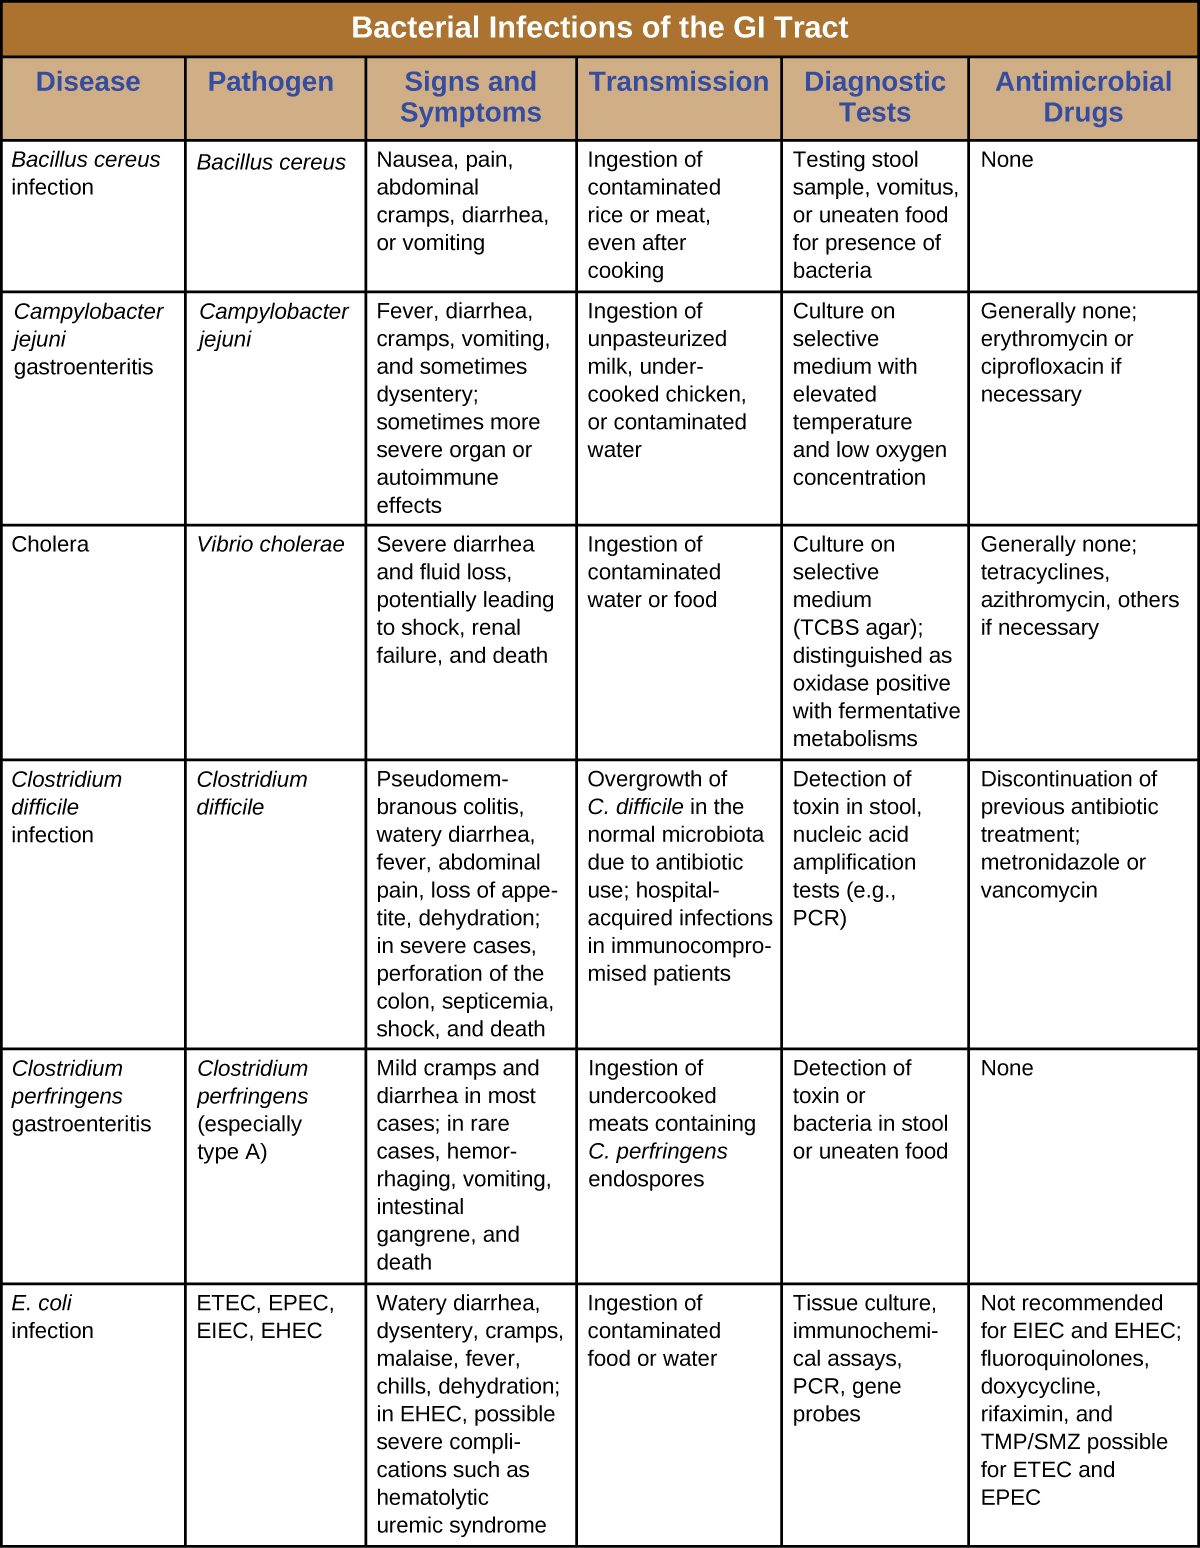 Bacterial Infections of the GI Tract
Disease
Pathogen
Signs and
Symptoms
Transmission
Diagnostic
Tests
Antimicrobial
Drugs
Bacillus cereus
infection
Bacillus cereus
Nausea, pain,
abdominal
cramps, diarrhea,
or vomiting
Ingestion of
contaminated
rice or meat,
even after
cooking
Testing stool
sample, vomitus,
or uneaten food
for presence of
bacteria
None
Campylobacter
jejuni
gastroenteritis
Campylobacter
jejuni
Fever, diarrhea,
cramps, vomiting,
and sometimes
dysentery;
sometimes more
severe organ or
autoimmune
effects
Ingestion of
unpasteurized
milk, under-
cooked chicken,
or contaminated
water
Culture on
selective
medium with
elevated
temperature
and low oxygen
concentration
Generally none;
erythromycin or
ciprofloxacin if
necessary
Cholera
Vibrio cholerae
Severe diarrhea
and fluid loss,
potentially leading
to shock, renal
failure, and death
Ingestion of
contaminated
water or food
Culture on
selective
medium
(TCBS agar);
distinguished as
oxidase positive
with fermentative
metabolisms
Generally none;
tetracyclines,
azithromycin, others
if necessary
Clostridium
difficile
infection
Clostridium
difficile
Pseudomem-
branous colitis,
watery diarrhea,
fever, abdominal
pain, loss of appe-
tite, dehydration;
in severe cases,
perforation of the
colon, septicemia,
shock, and death
Overgrowth of
C. difficile in the
normal microbiota
due to antibiotic
use; hospital-
acquired infections
in immunocompro-
mised patients
Detection of
toxin in stool,
nucleic acid
amplification
tests (e.g.,
PCR)
Discontinuation of
previous antibiotic
treatment;
metronidazole or
vancomycin
Clostridium
perfringens
gastroenteritis
Clostridium
perfringens
(especially
type A)
Mild cramps and
diarrhea in most
cases; in rare
cases, hemor-
rhaging, vomiting,
intestinal
gangrene, and
death
Ingestion of
undercooked
meats containing
C. perfringens
endospores
Detection of
toxin or
bacteria in stool
or uneaten food
None
E. coli
infection
ETEC, EPEC,
EIEC, EHEC
Watery diarrhea,
dysentery, cramps,
malaise, fever,
chills, dehydration;
in EHEC, possible
severe compli-
cations such as
hematolytic
uremic syndrome
Ingestion of
contaminated
food or water
Tissue culture,
immunochemi-
cal assays,
PCR, gene
probes
Not recommended
for EIEC and EHEC;
fluoroquinolones,
doxycycline,
rifaximin, and
TMP/SMZ possible
for ETEC and
EPEC